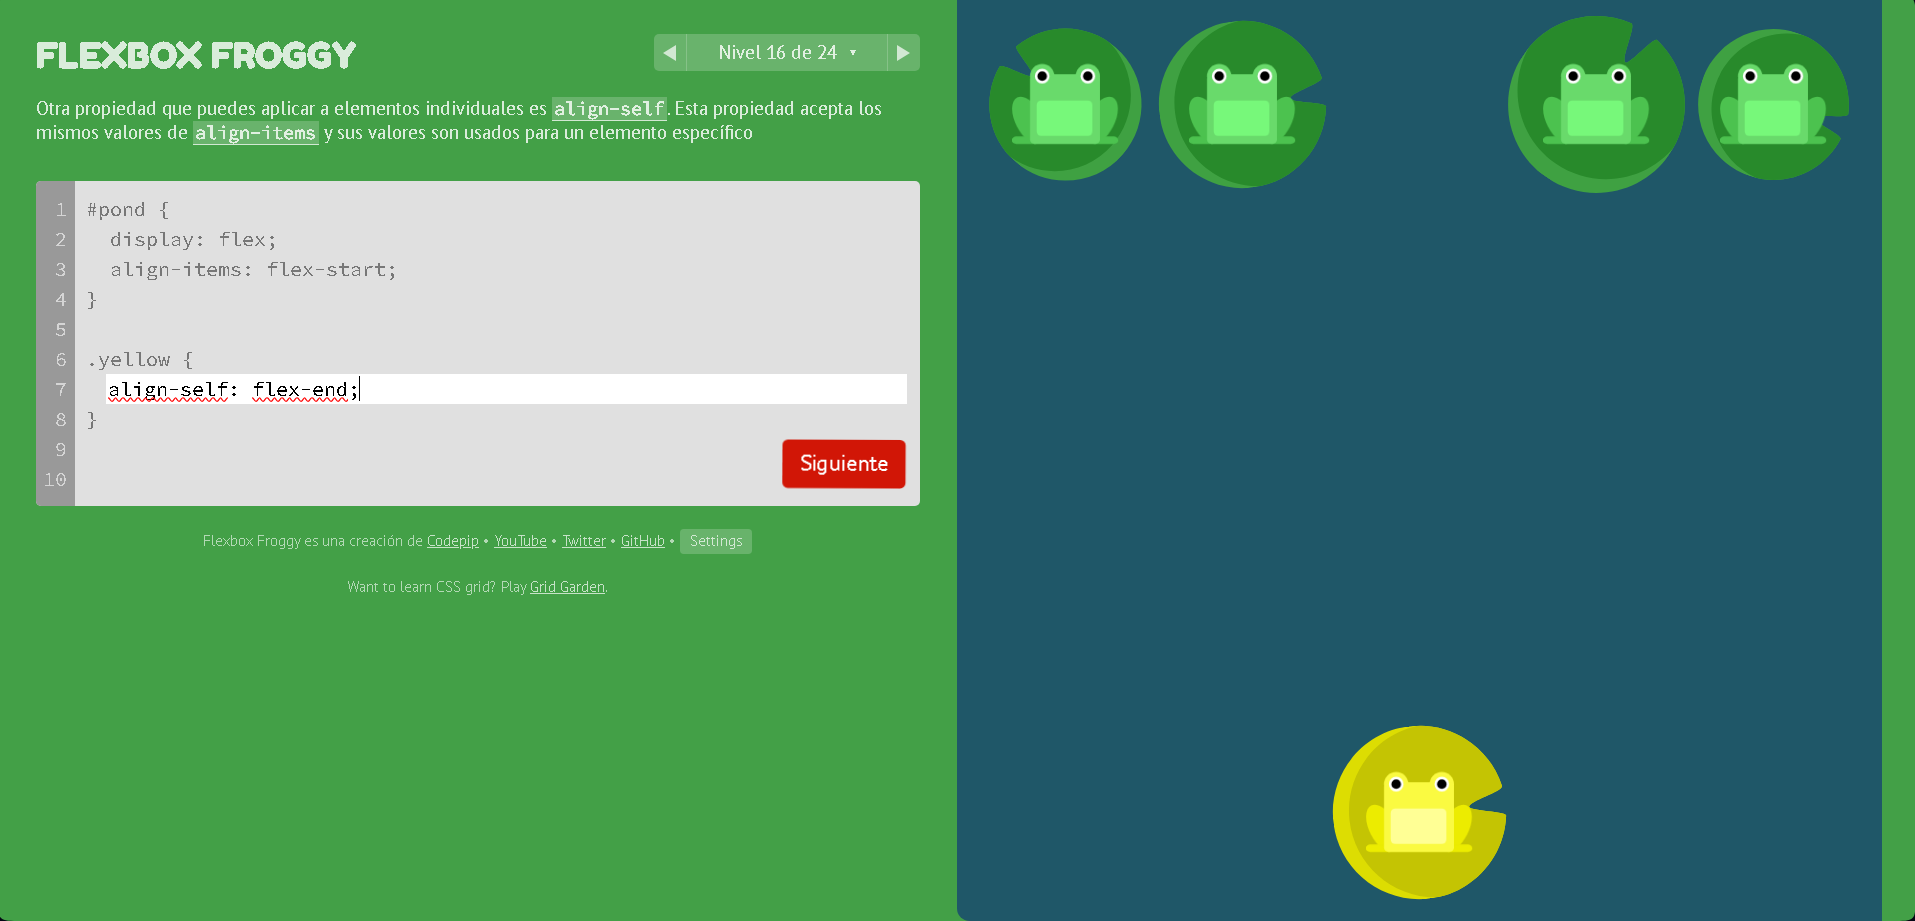 FLEXBOX FROGGY
◀ Nivel 16 de 24 ▾ ▶
Otra propiedad que puedes aplicar a elementos individuales es align-self. Esta propiedad acepta los
mismos valores de align-items y sus valores son usados para un elemento específico
1 #pond {
2 display: flex;
3 align-items: flex-start;
4 }
5
6 .yellow {
7 align-self: flex-end;
8 }
9
10
Siguiente
Flexbox Froggy es una creación de Codepip • YouTube • Twitter • GitHub • Settings
Want to learn CSS grid? Play Grid Garden.